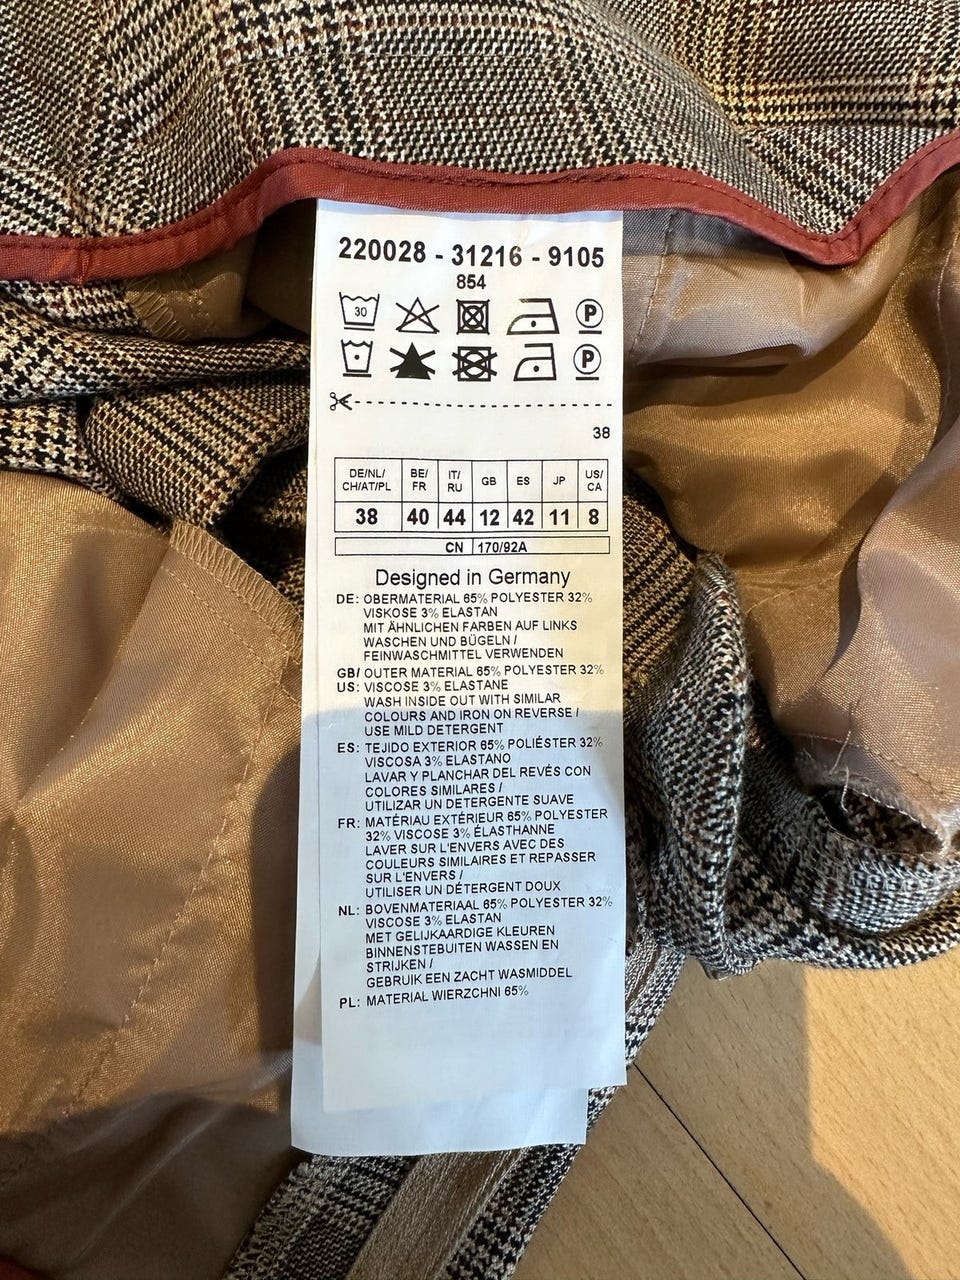 220028 - 31216 - 9105
854
30 P
P
38
DE/NL/ CH/AT/PL BE/ FR IT/ RU GB ES JP US/ CA
38 40 44 12 42 11 8
CN 170/92A
Designed in Germany
DE: OBERMATERIAL 65% POLYESTER 32%
VISKOSE 3% ELASTAN
MIT ÄHNLICHEN FARBEN AUF LINKS
WASCHEN UND BÜGELN /
FEINWASCHMITTEL VERWENDEN
GB/ OUTER MATERIAL 65% POLYESTER 32%
US: VISCOSE 3% ELASTANE
WASH INSIDE OUT WITH SIMILAR
COLOURS AND IRON ON REVERSE /
USE MILD DETERGENT
ES: TEJIDO EXTERIOR 65% POLIÉSTER 32%
VISCOSA 3% ELASTANO
LAVAR Y PLANCHAR DEL REVÉS CON
COLORES SIMILARES /
UTILIZAR UN DETERGENTE SUAVE
FR: MATÉRIAU EXTÉRIEUR 65% POLYESTER
32% VISCOSE 3% ÉLASTHANNE
LAVER SUR L'ENVERS AVEC DES
COULEURS SIMILAIRES ET REPASSER
SUR L'ENVERS /
UTILISER UN DÉTERGENT DOUX
NL: BOVENMATERIAAL 65% POLYESTER 32%
VISCOSE 3% ELASTAN
MET GELIJKAARDIGE KLEUREN
BINNENSTEBUITEN WASSEN EN
STRIJKEN /
GEBRUIK EEN ZACHT WASMIDDEL
PL: MATERIAL WIERZCHNI 65%